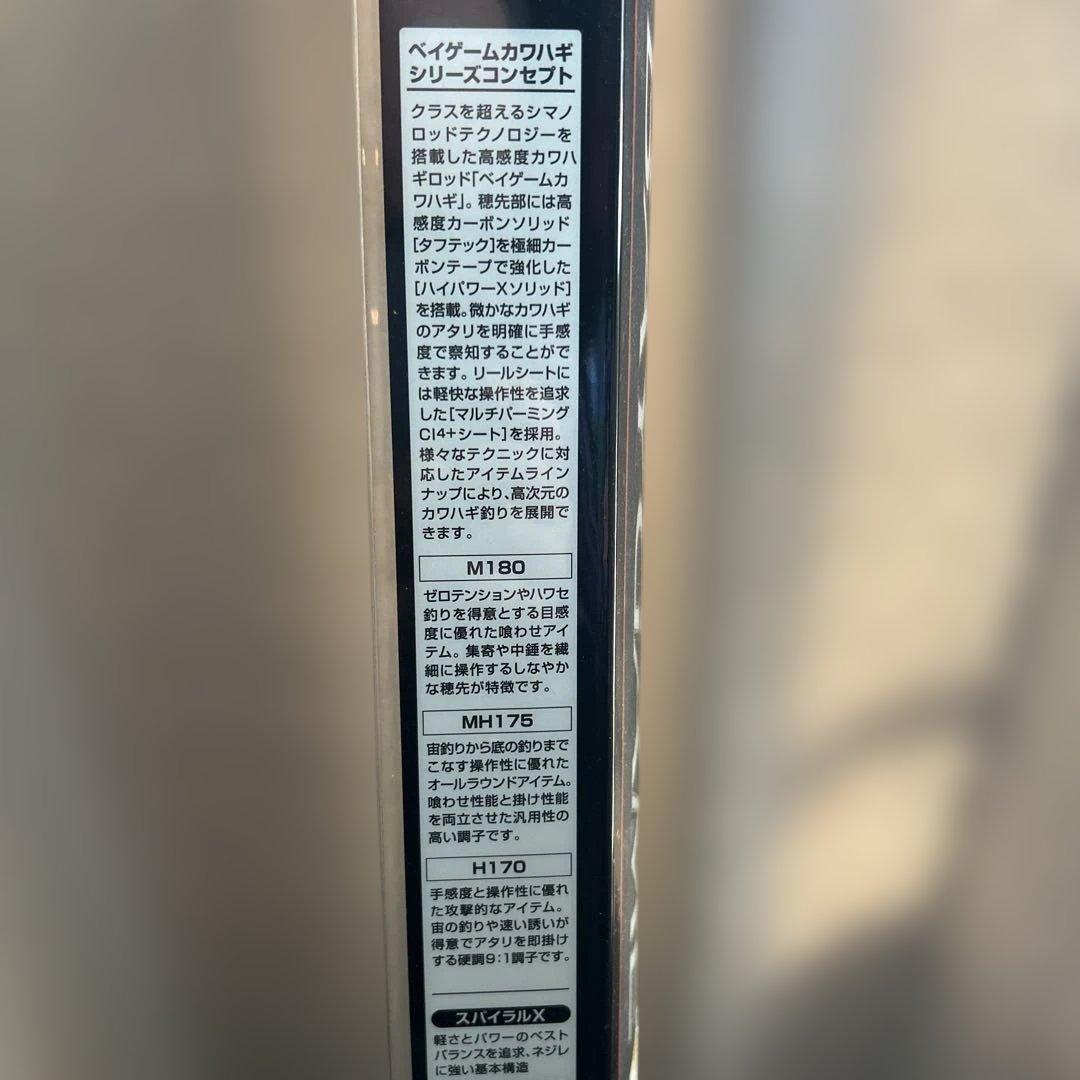 ベイゲームカワハギ
シリーズコンセプト
クラスを超えるシマノ
ロッドテクノロジーを
搭載した高感度カワハ
ギロッド「ベイゲームカ
ワハギ」。穂先部には高
感度カーボンソリッド
[タフテック]を極細カー
ボンテープで強化した
[ハイパワーXソリッド]
を搭載。微かなカワハギ
のアタリを明確に手感
度で察知することがで
きます。リールシートに
は軽快な操作性を追求
した[マルチパーミング
CI4+シート]を採用。
様々なテクニックに対
応したアイテムライン
ナップにより、高次元の
カワハギ釣りを展開で
きます。
M180
ゼロテンションやハワセ
釣りを得意とする目感
度に優れた喰わせアイ
テム。集寄や中錘を繊
細に操作するしなやか
な穂先が特徴です。
MH175
宙釣りから底の釣りまで
こなす操作性に優れた
オールラウンドアイテム。
喰わせ性能と掛け性能
を両立させた汎用性の
高い調子です。
H170
手感度と操作性に優れ
た攻撃的なアイテム。
宙の釣りや速い誘いが
得意でアタリを即掛け
する硬調9:1調子です。
スパイラルX
軽さとパワーのベスト
バランスを追求、ネジレ
に強い基本構造